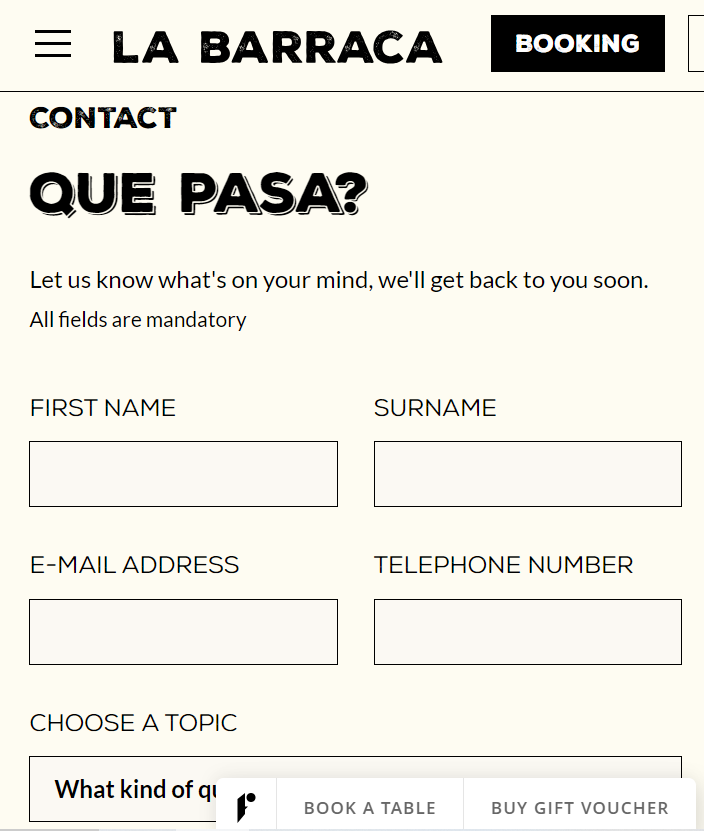 LA BARRACA
BOOKING
CONTACT
QUE PASA?
Let us know what's on your mind, we'll get back to you soon.
All fields are mandatory
FIRST NAME
SURNAME
E-MAIL ADDRESS
TELEPHONE NUMBER
CHOOSE A TOPIC
What kind of
BOOK A TABLE
BUY GIFT VOUCHER